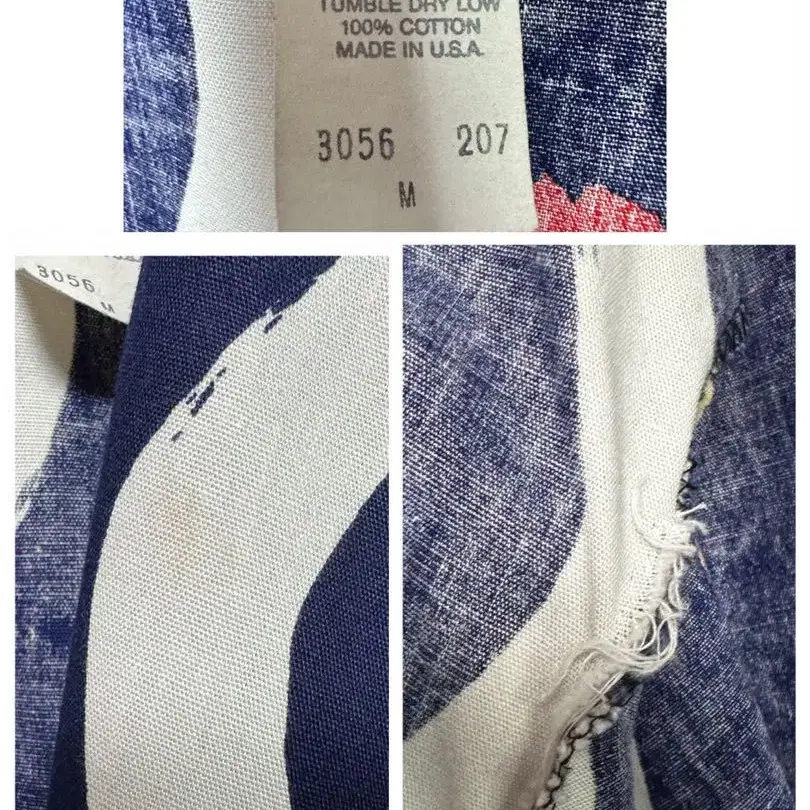 TUMBLE DRY LOW
100% COTTON
MADE IN U.S.A.
3056 207
M
3056
M